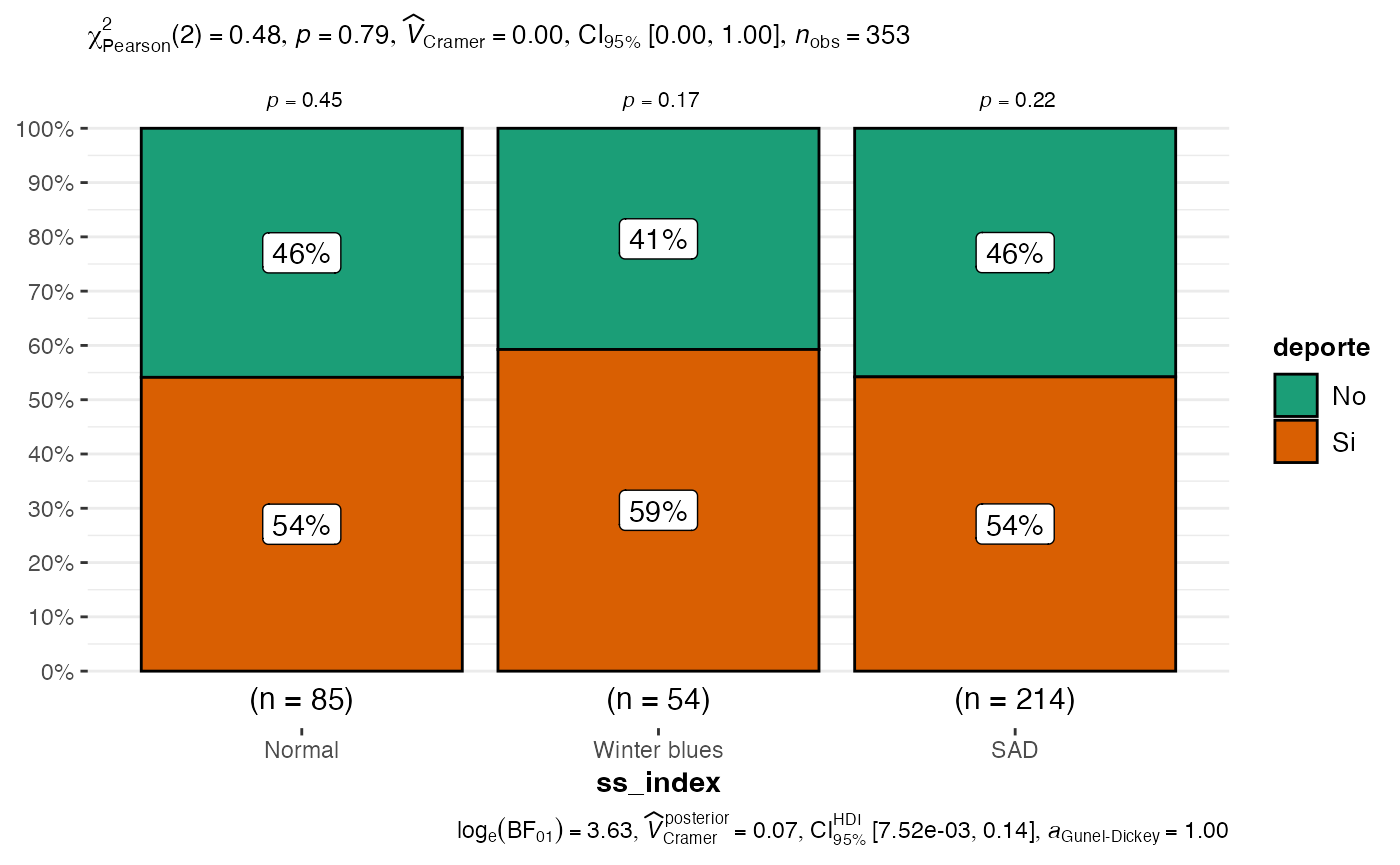 χ²Pearson(2) = 0.48, p = 0.79, V̂Cramer = 0.00, CI95% [0.00, 1.00], nobs = 353
p = 0.45 p = 0.17 p = 0.22
100%
90%
80%
70%
60%
50%
40%
30%
20%
10%
0%
46% 41% 46%
54% 59% 54%
(n = 85) (n = 54) (n = 214)
Normal Winter blues SAD
ss_index
deporte
No
Si
loge(BF01) = 3.63, V̂posteriorCramer = 0.07, CIHDI95% [7.52e-03, 0.14], aGunel-Dickey = 1.00